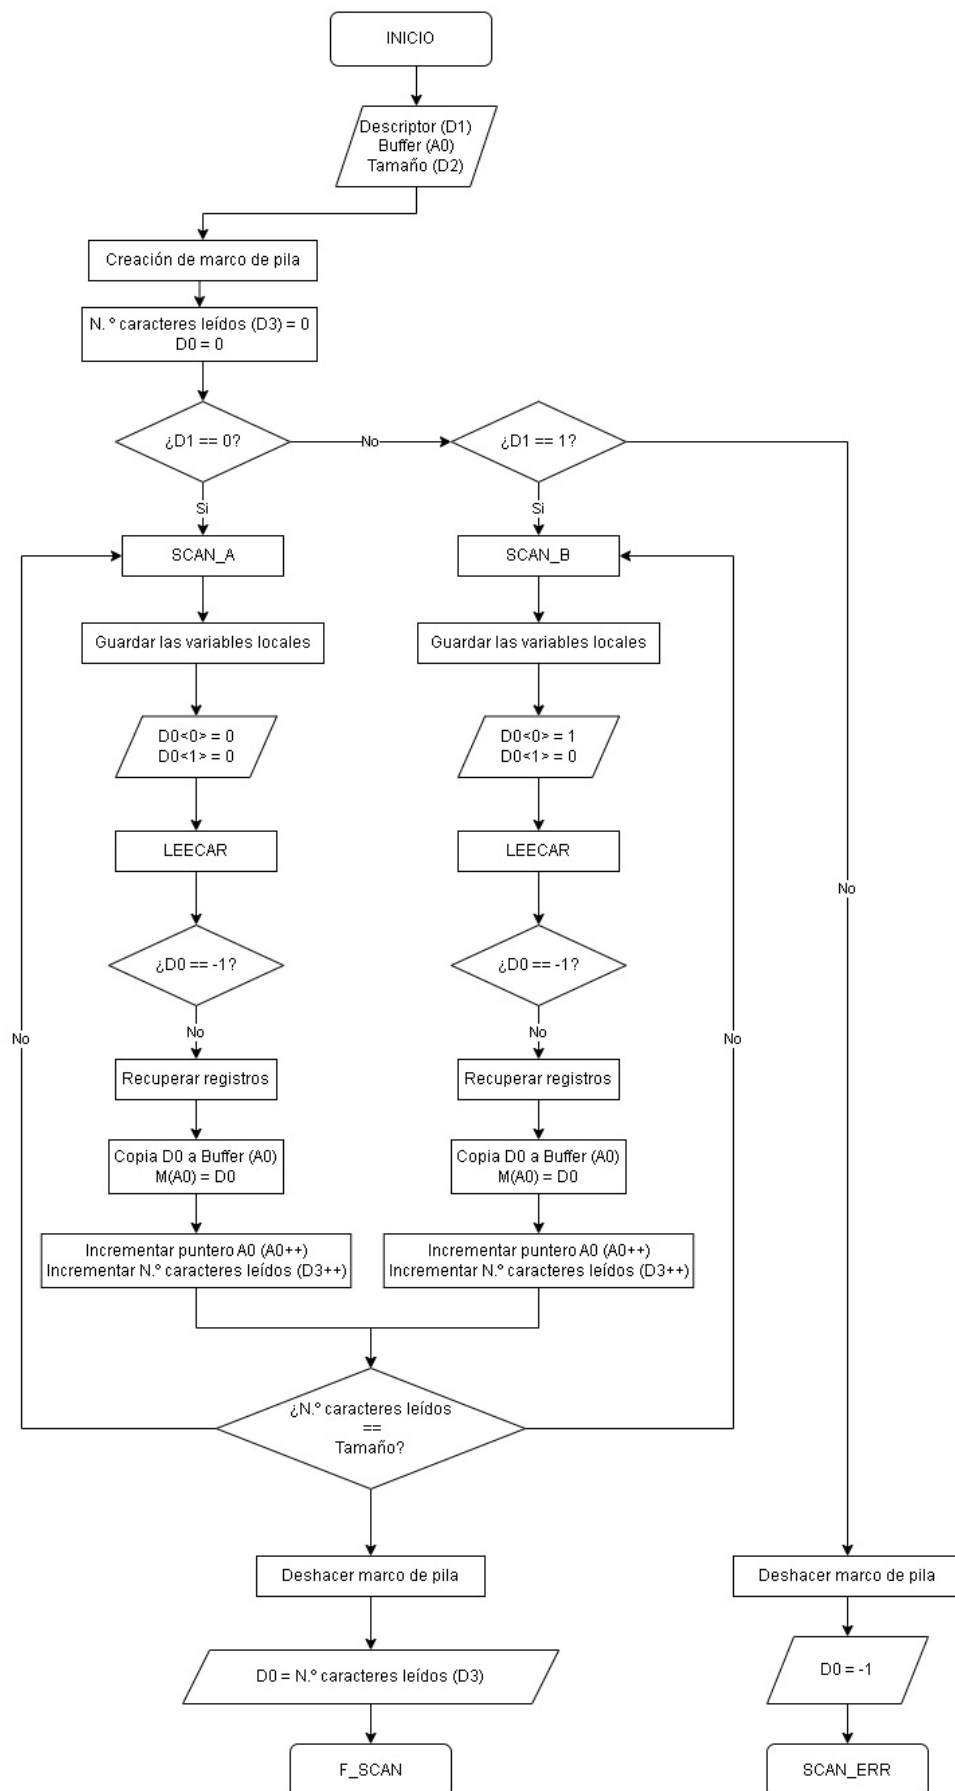 INICIO
Descriptor (D1)
Buffer (A0)
Tamaño (D2)
Creación de marco de pila
N. º caracteres leídos (D3) = 0
D0 = 0
¿D1 == 0?
No
¿D1 == 1?
Si
Si
SCAN_A
SCAN_B
Guardar las variables locales
Guardar las variables locales
D0<0> = 0
D0<1> = 0
D0<0> = 1
D0<1> = 0
LEECAR
LEECAR
No
¿D0 == -1?
¿D0 == -1?
No
No
No
No
Recuperar registros
Recuperar registros
Copia D0 a Buffer (A0)
M(A0) = D0
Copia D0 a Buffer (A0)
M(A0) = D0
Incrementar puntero A0 (A0++)
Incrementar N.º caracteres leídos (D3++)
Incrementar puntero A0 (A0++)
Incrementar N.º caracteres leídos (D3++)
¿N.º caracteres leídos
==
Tamaño?
Deshacer marco de pila
Deshacer marco de pila
D0 = N.º caracteres leídos (D3)
D0 = -1
F_SCAN
SCAN_ERR